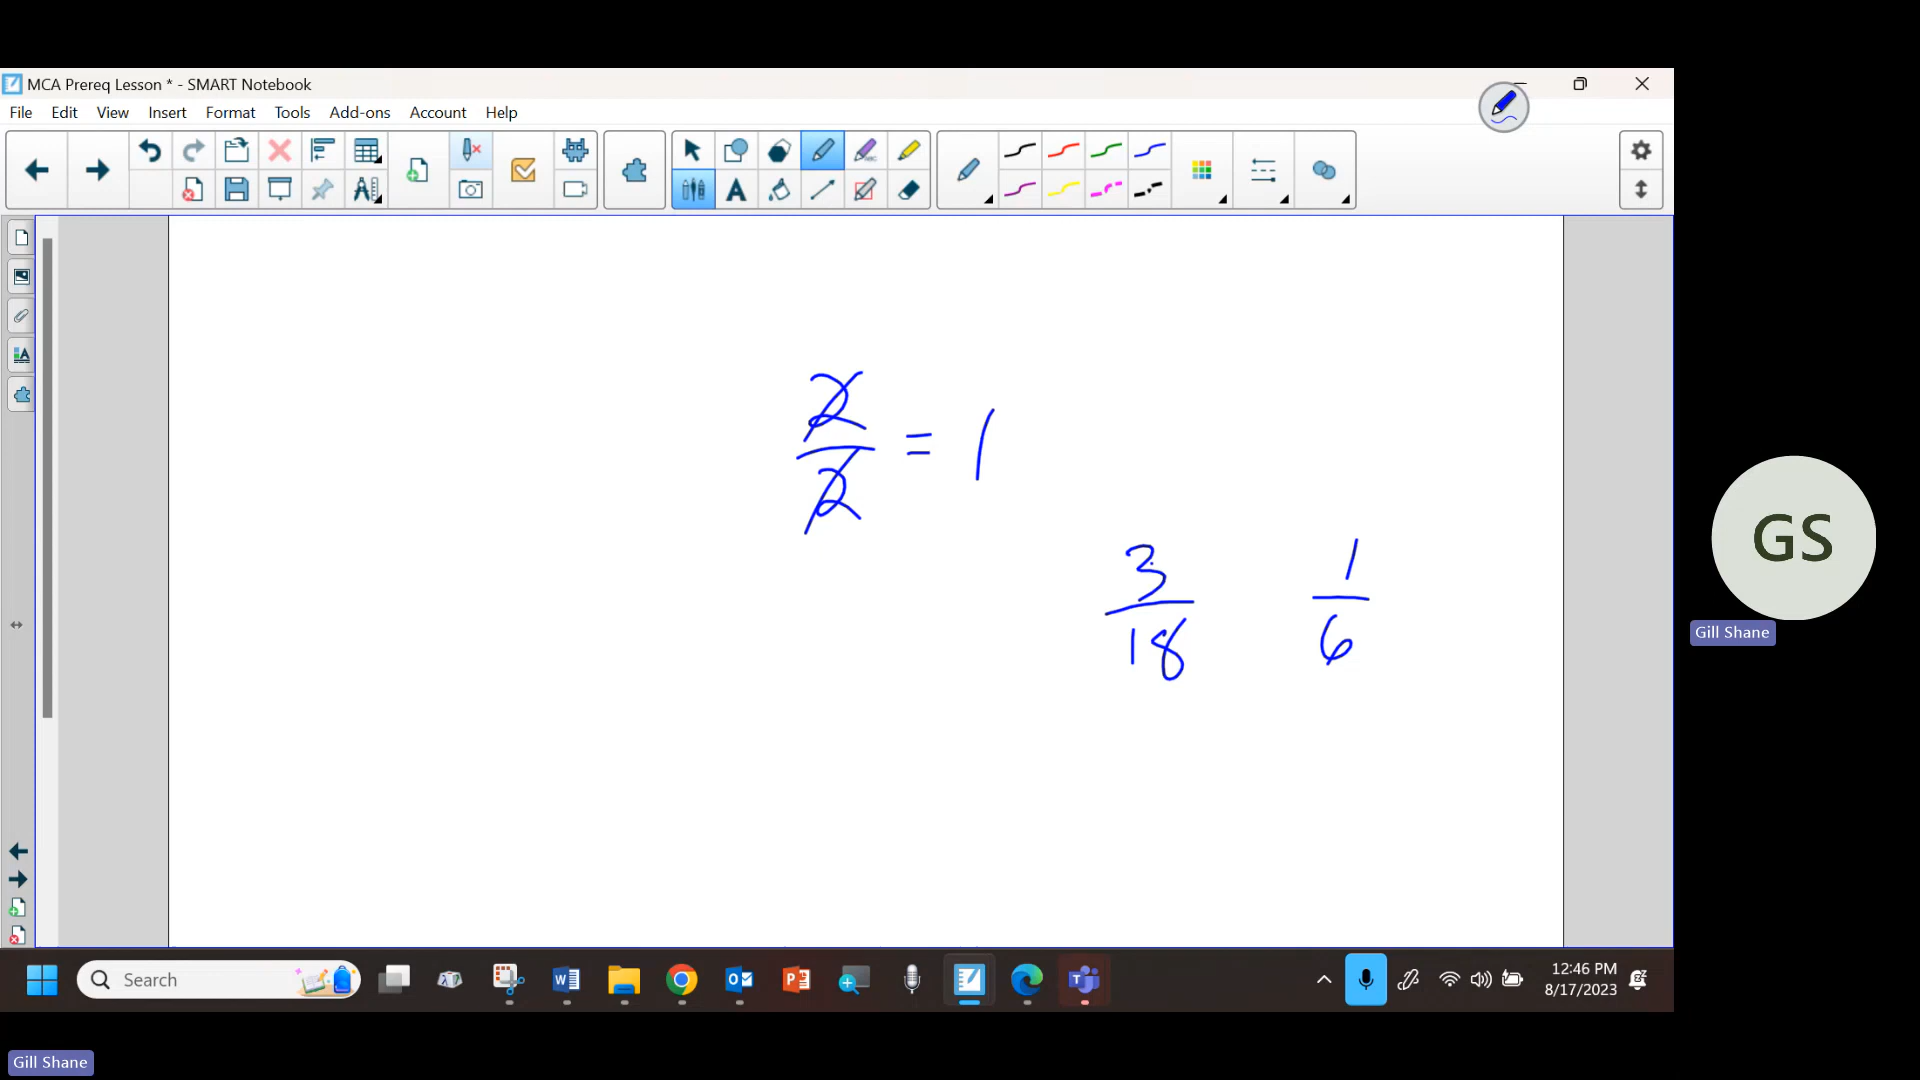 MCA Prereq Lesson * - SMART Notebook
File Edit View Insert Format Tools Add-ons Account Help
2/2 = 1
3/18 1/6
GS
Gill Shane
Search
12:46 PM
8/17/2023
Gill Shane